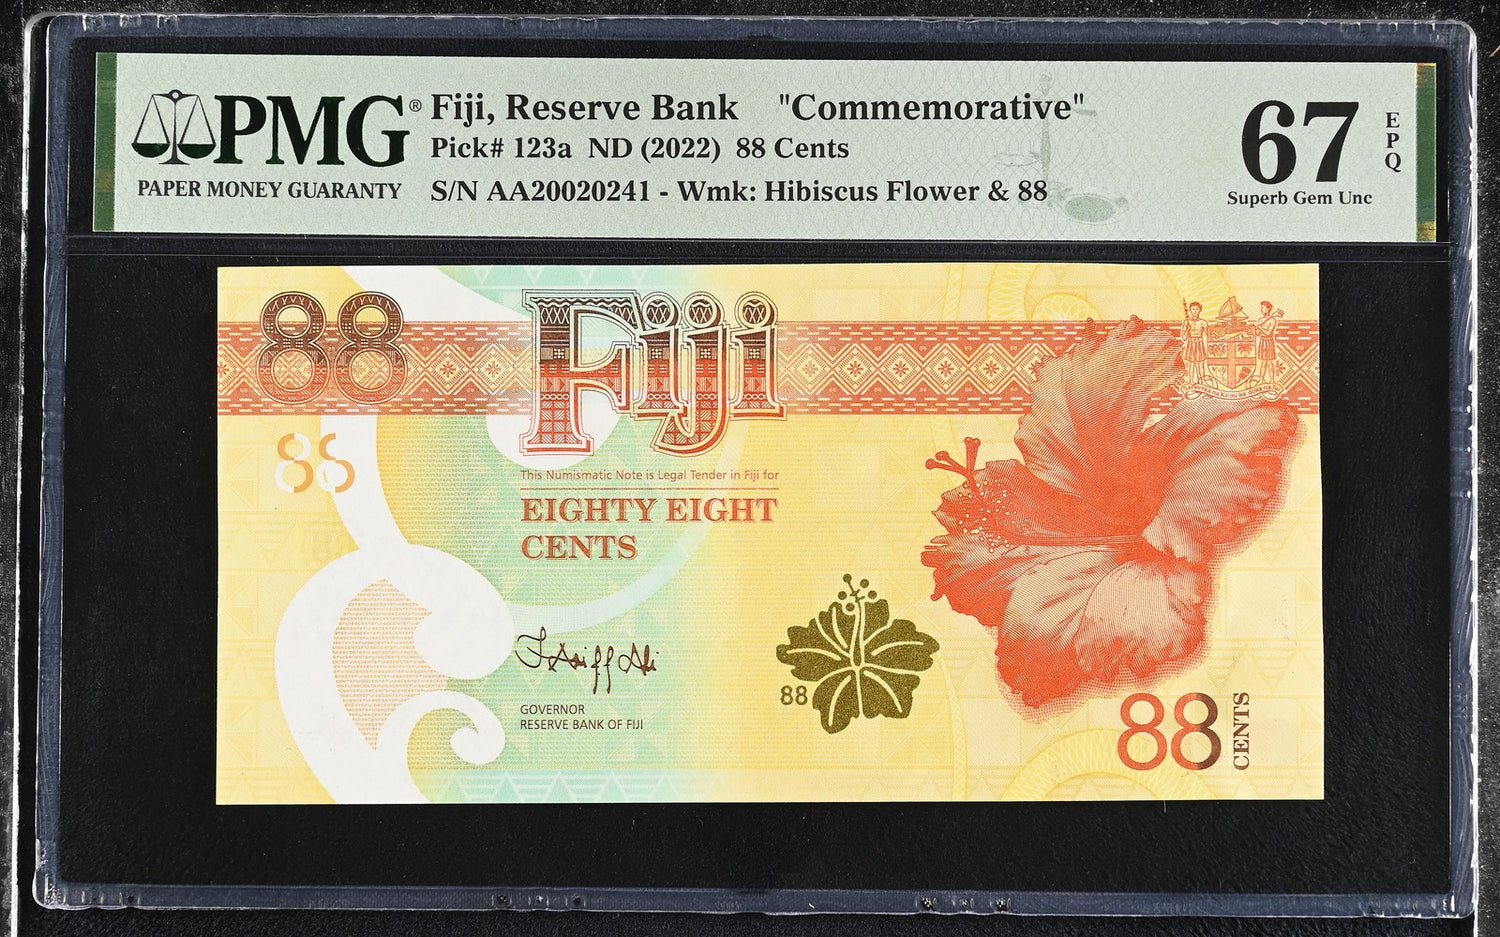 PMG®
PAPER MONEY GUARANTY
Fiji, Reserve Bank "Commemorative"
Pick# 123a ND (2022) 88 Cents
S/N AA20020241 - Wmk: Hibiscus Flower & 88
67
EPQ
Superb Gem Unc
88
Fiji
88
This Numismatic Note is Legal Tender in Fiji for
EIGHTY EIGHT
CENTS
GOVERNOR
RESERVE BANK OF FIJI
88
88
CENTS